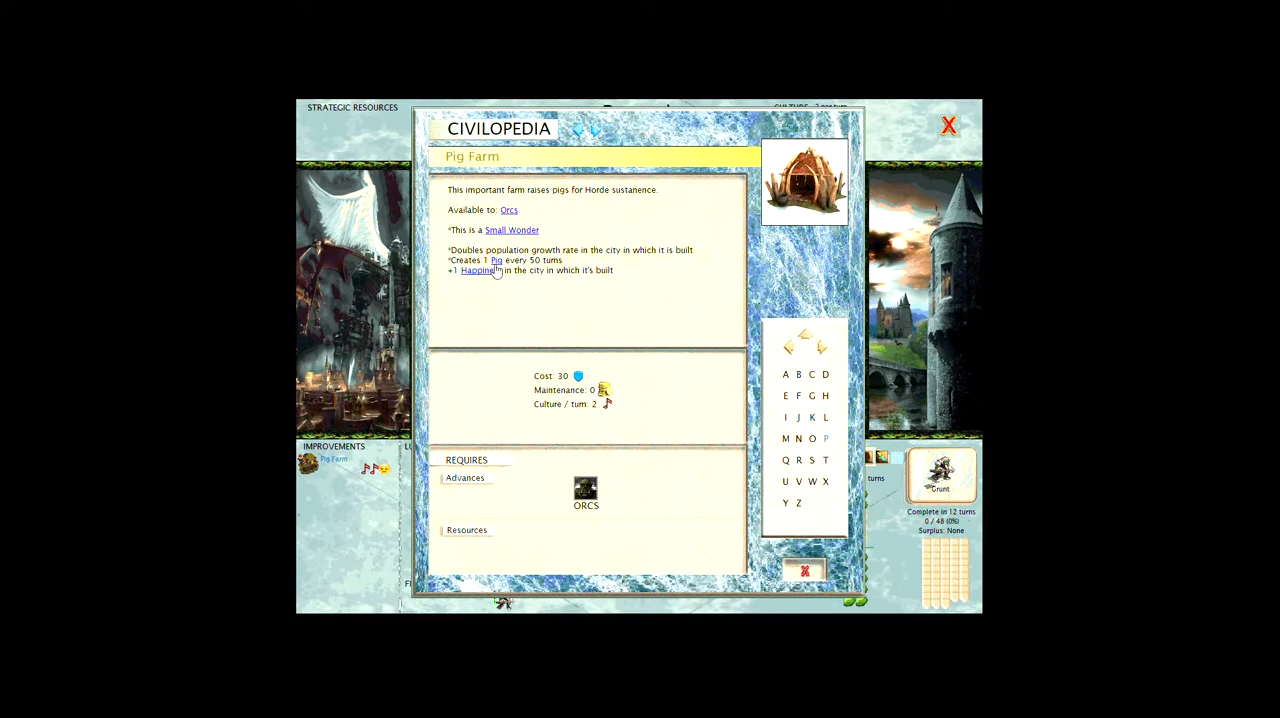 STRATEGIC RESOURCES
CIVILOPEDIA
Pig Farm
This important farm raises pigs for Horde sustanence.
Available to: Orcs
*This is a Small Wonder
*Doubles population growth rate in the city in which it is built
*Creates 1 Pig every 50 turns
+1 in the city in which it's built
Cost: 30
Maintenance: 0
Culture / turn: 2
REQUIRES
Advances
ORCS
Resources
A B C D
E F G H
I J K L
M N O P
Q R S T
U V W X
Y Z
X
X
IMPROVEMENTS
Pig Farm
turns
Grunt
Complete in 12 turns
0 / 48 (0%)
Surplus: None